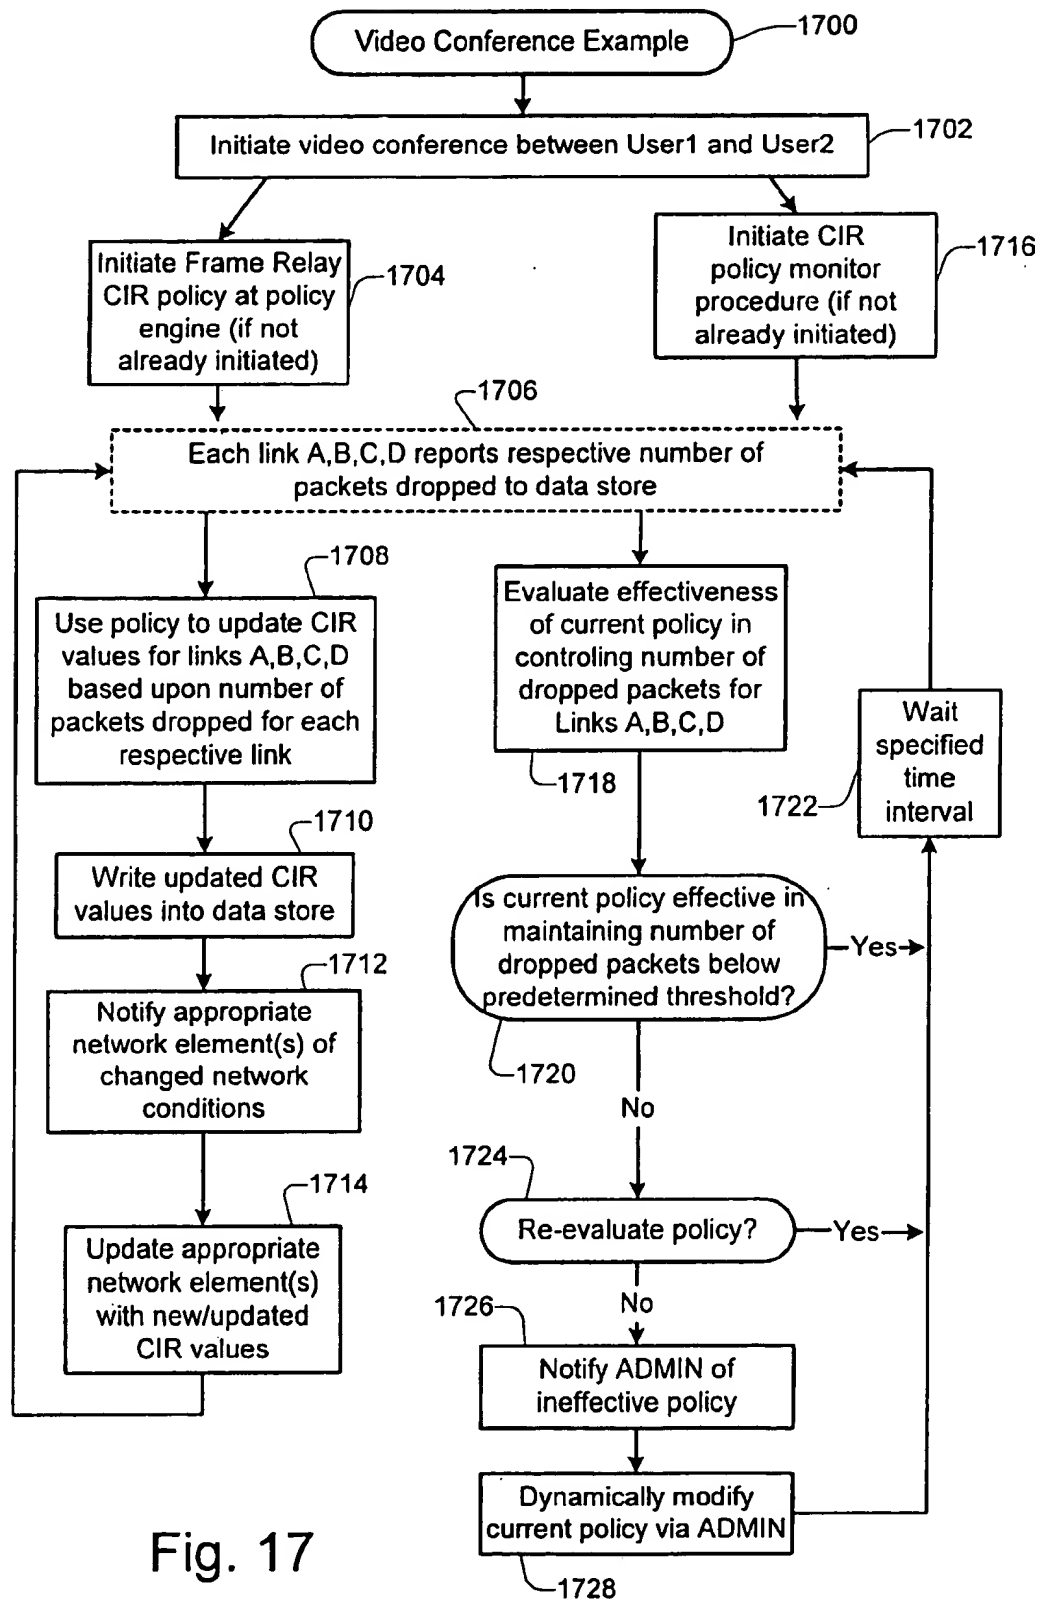 Video Conference Example
1700
Initiate video conference between User1 and User2
1702
Initiate Frame Relay
CIR policy at policy
engine (if not
already initiated)
1704
Initiate CIR
policy monitor
procedure (if not
already initiated)
1716
1706
Each link A,B,C,D reports respective number of
packets dropped to data store
1708
Use policy to update CIR
values for links A,B,C,D
based upon number of
packets dropped for each
respective link
1710
Write updated CIR
values into data store
1712
Notify appropriate
network element(s) of
changed network
conditions
1714
Update appropriate
network element(s)
with new/updated
CIR values
Evaluate effectiveness
of current policy in
controling number of
dropped packets for
Links A,B,C,D
1718
Wait
specified
time
interval
1722
Is current policy effective in
maintaining number of
dropped packets below
predetermined threshold?
Yes
1720
No
1724
Re-evaluate policy?
Yes
No
1726
Notify ADMIN of
ineffective policy
Dynamically modify
current policy via ADMIN
1728
Fig. 17